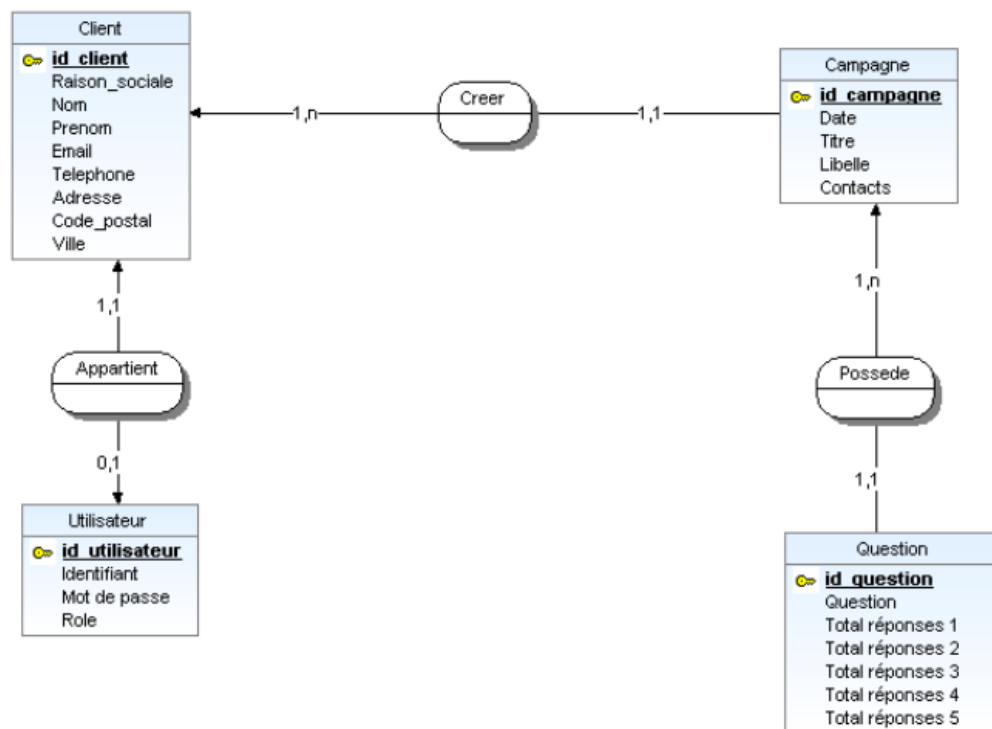 Client
id_client
Raison_sociale
Nom
Prenom
Email
Telephone
Adresse
Code_postal
Ville
1,n
Creer
1,1
Campagne
id_campagne
Date
Titre
Libelle
Contacts
1,1
Appartient
0,1
1,n
Possede
1,1
Utilisateur
id_utilisateur
Identifiant
Mot de passe
Role
Question
id_question
Question
Total réponses 1
Total réponses 2
Total réponses 3
Total réponses 4
Total réponses 5